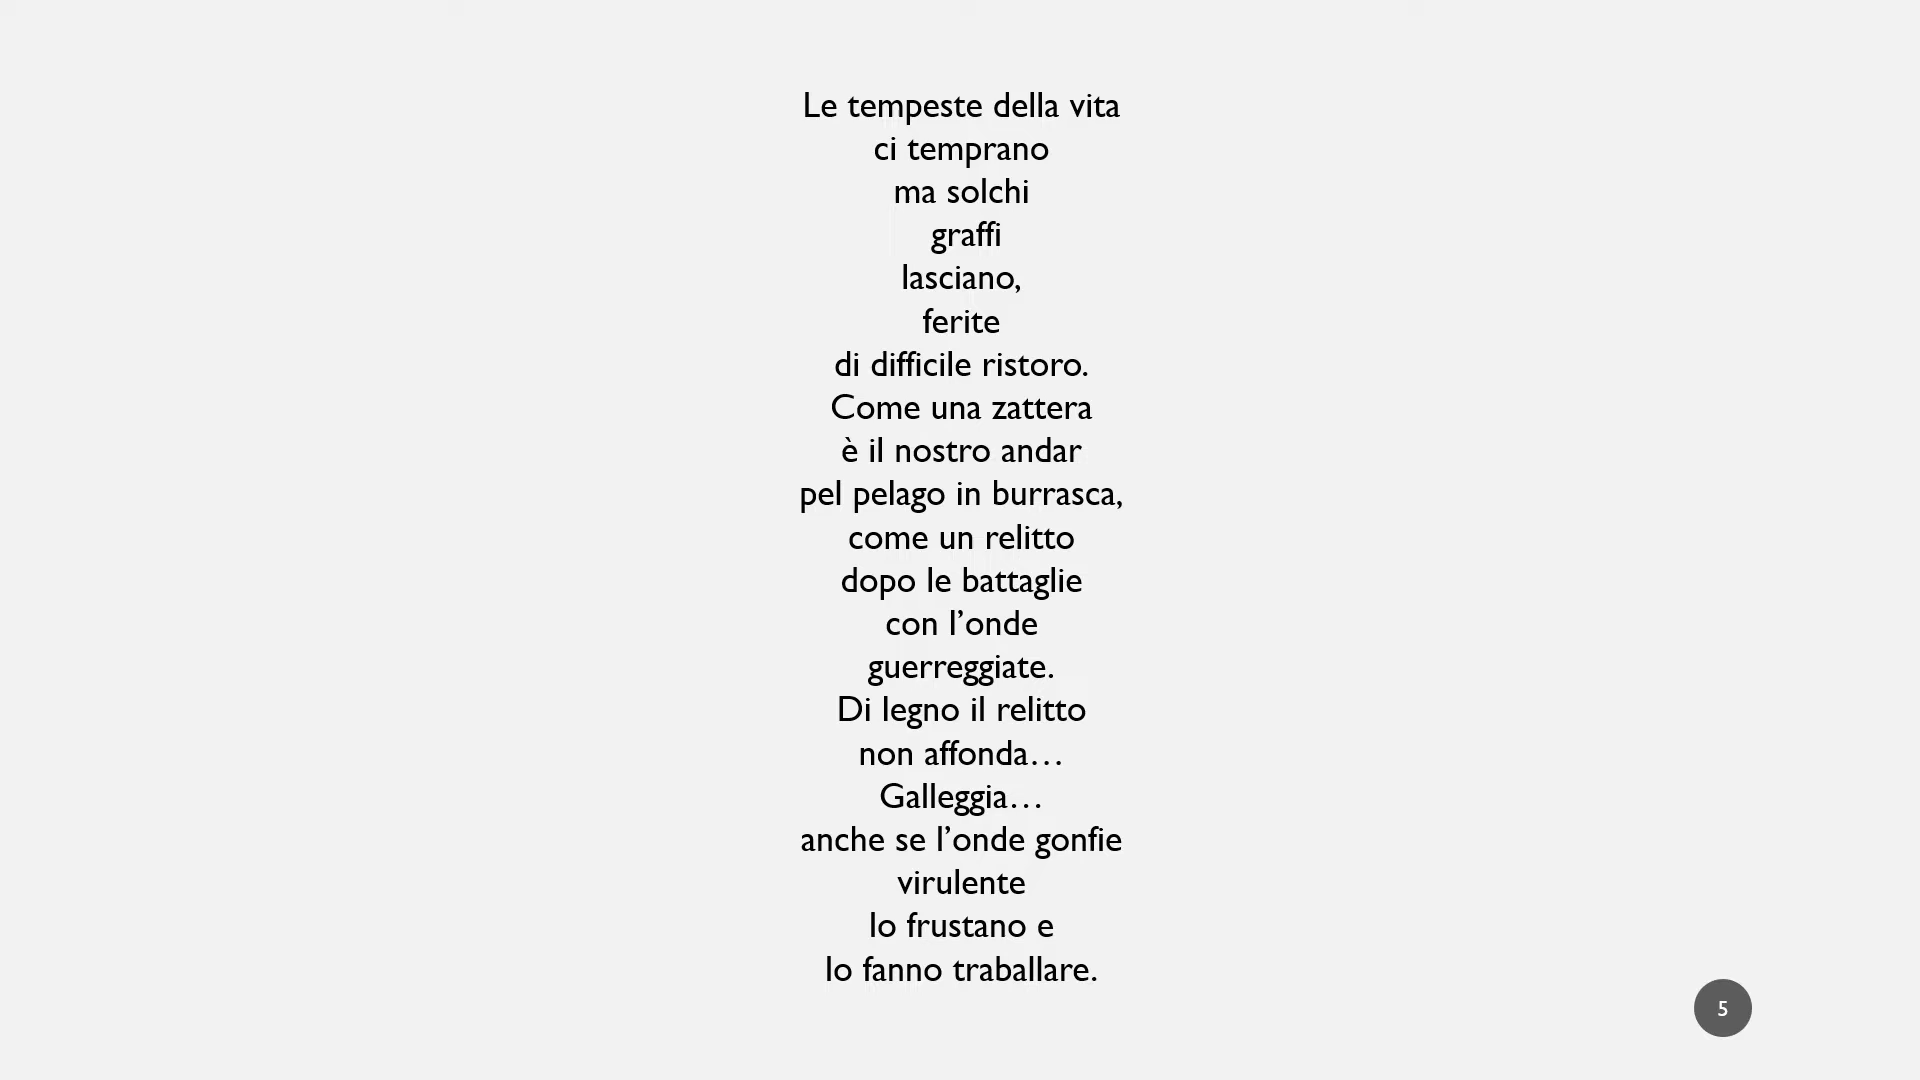 Le tempeste della vita
ci temprano
ma solchi
graffi
lasciano,
ferite
di difficile ristoro.
Come una zattera
è il nostro andar
pel pelago in burrasca,
come un relitto
dopo le battaglie
con l’onde
guerreggiate.
Di legno il relitto
non affonda…
Galleggia…
anche se l’onde gonfie
virulente
lo frustano e
lo fanno traballare.
5